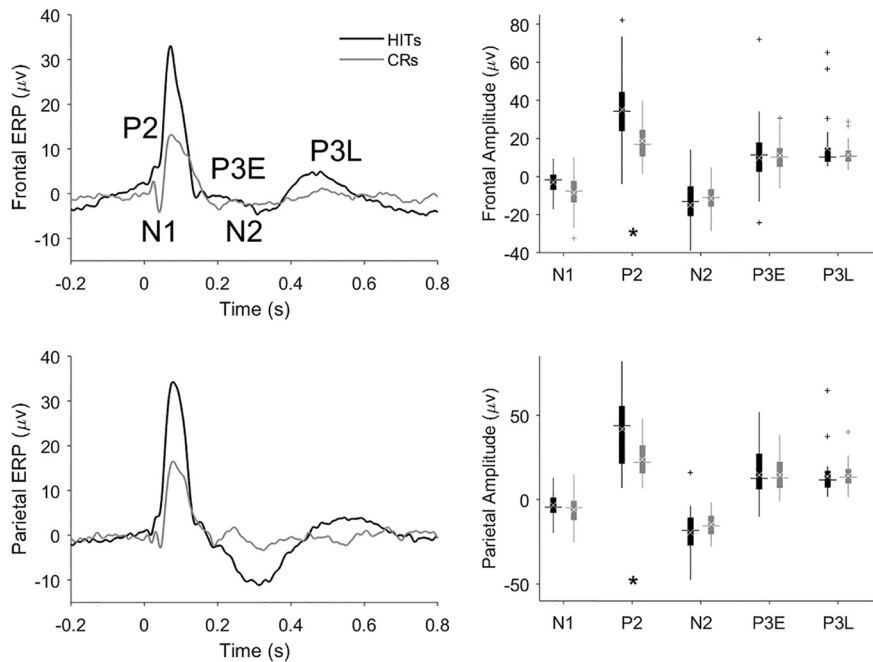 Frontal ERP (μv)
40
30
20
10
0
-10
HITs
CRs
P2
P3E
P3L
N1
N2
-0.2
0
0.2
0.4
0.6
0.8
Time (s)
Frontal Amplitude (μv)
80
60
40
20
0
-20
-40
*
N1
P2
N2
P3E
P3L
Parietal ERP (μv)
40
30
20
10
0
-10
-0.2
0
0.2
0.4
0.6
0.8
Time (s)
Parietal Amplitude (μv)
50
0
-50
*
N1
P2
N2
P3E
P3L